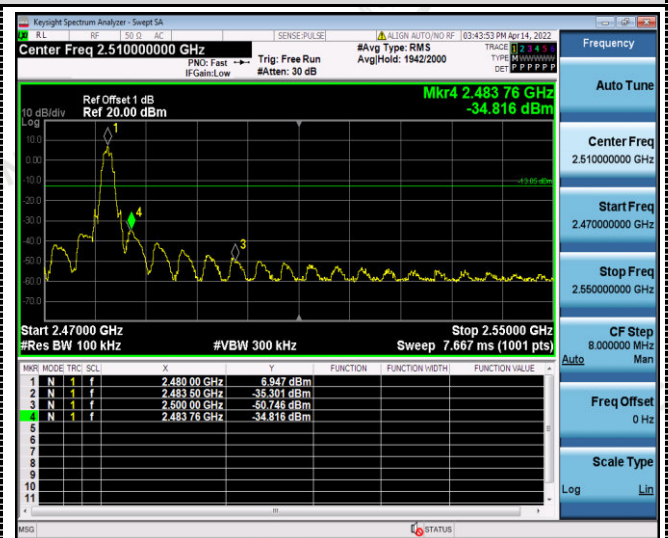 Keysight Spectrum Analyzer - Swept SA
RL RF 50 Ω AC SENSE:PULSE ALIGN AUTO/NO RF 03:43:53 PM Apr 14, 2022
Center Freq 2.510000000 GHz #Avg Type: RMS TRACE 1 2 3 4 5 6
PNO: Fast Trig: Free Run Avg|Hold: 1942/2000 TYPE M W W W W W
IFGain:Low #Atten: 30 dB DET P P P P P P
Mkr4 2.483 76 GHz
-34.816 dBm
Ref Offset 1 dB
10 dB/div Ref 20.00 dBm
Log
10.0
0.00
-10.0
-20.0
-30.0
-40.0
-50.0
-60.0
-70.0
1
4
3
-13.05 dBm
Start 2.47000 GHz Stop 2.55000 GHz
#Res BW 100 kHz #VBW 300 kHz Sweep 7.667 ms (1001 pts)
MKR MODE TRC SCL X Y FUNCTION FUNCTION WIDTH FUNCTION VALUE
1 N 1 f 2.480 00 GHz 6.947 dBm
2 N 1 f 2.483 50 GHz -35.301 dBm
3 N 1 f 2.500 00 GHz -50.746 dBm
4 N 1 f 2.483 76 GHz -34.816 dBm
5
6
7
8
9
10
11
MSG STATUS
Frequency
Auto Tune
Center Freq
2.510000000 GHz
Start Freq
2.470000000 GHz
Stop Freq
2.550000000 GHz
CF Step
8.000000 MHz
Auto Man
Freq Offset
0 Hz
Scale Type
Log Lin